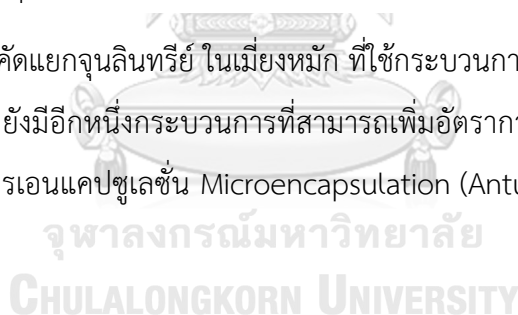 คัดแยกจุนลินทรีย์ ในเมี่ยงหมัก ที่ใช้กระบวนกา
ยังมีอีกหนึ่งกระบวนการที่สามารถเพิ่มอัตรากา
รเอนแคปซูเลชั่น Microencapsulation (Antu
จุฬาลงกรณ์มหาวิทยาลัย
CHULALONGKORN UNIVERSITY